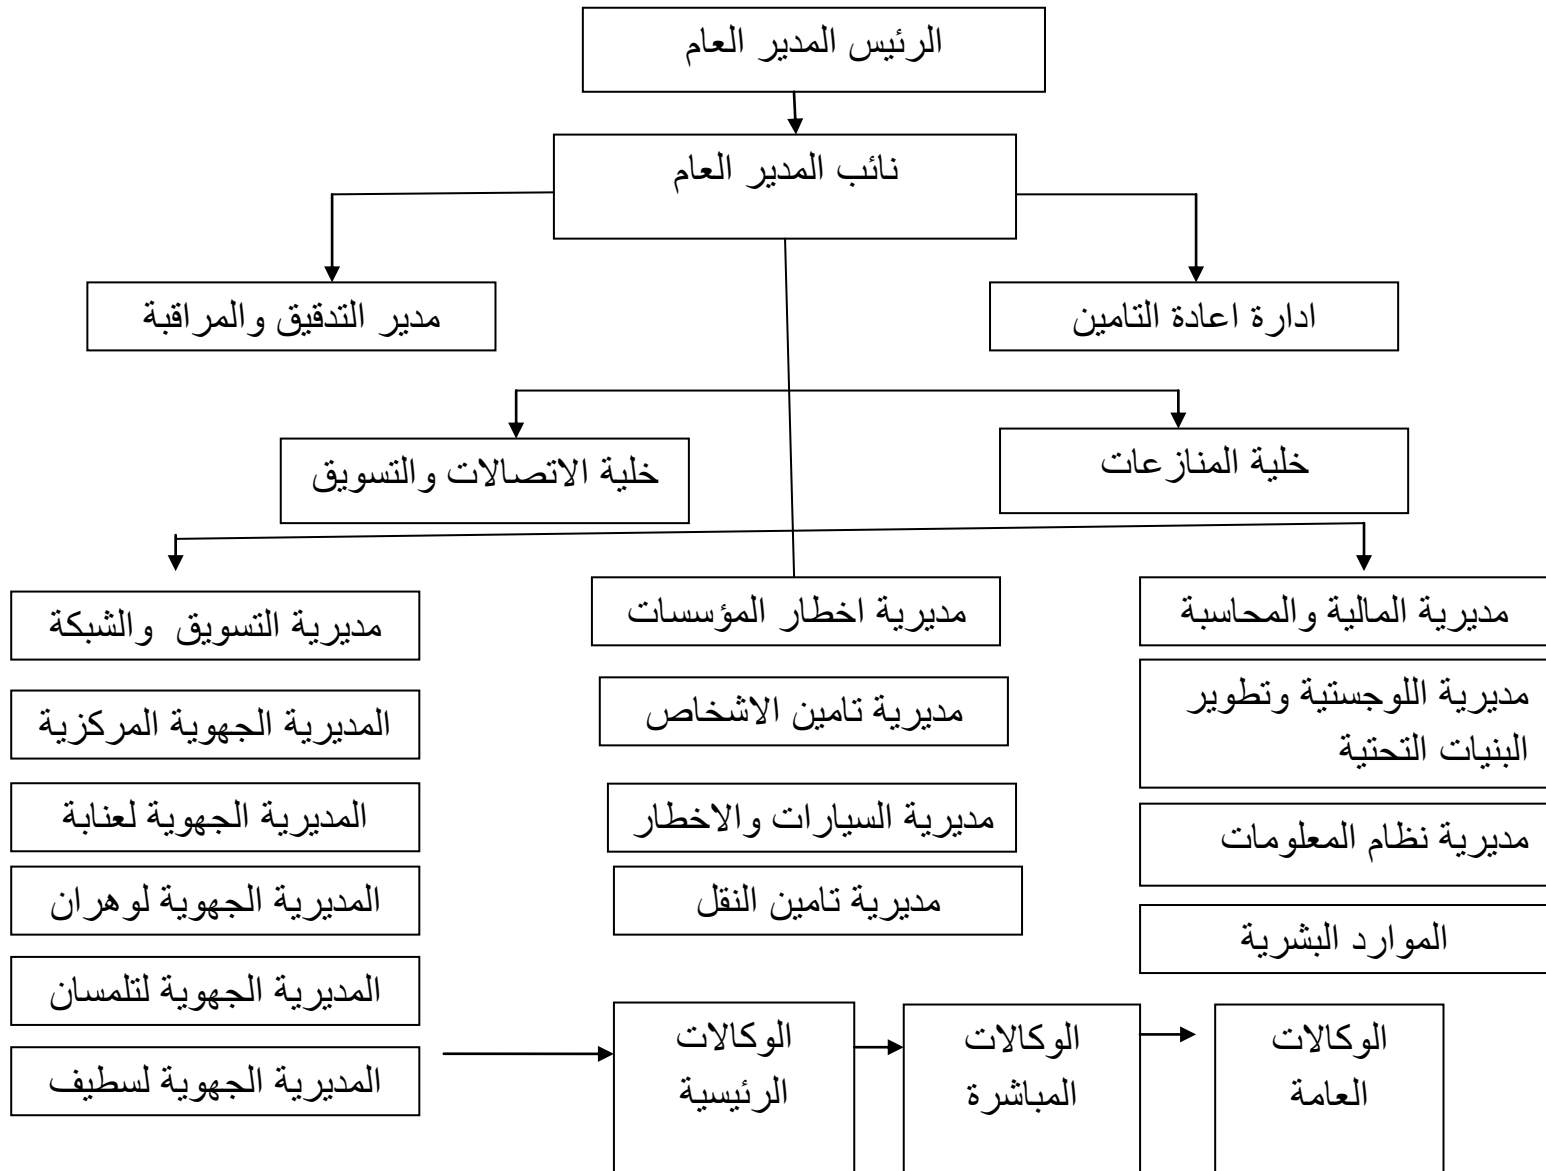 الرئيس المدير العام
نائب المدير العام
ادارة اعادة التامين
مدير التدقيق والمراقبة
خلية المنازعات
خلية الاتصالات والتسويق
مديرية المالية والمحاسبة
مديرية اخطار المؤسسات
مديرية التسويق والشبكة
مديرية اللوجستية وتطوير
البنيات التحتية
مديرية تامين الاشخاص
المديرية الجهوية المركزية
مديرية نظام المعلومات
مديرية السيارات والاخطار
المديرية الجهوية لعنابة
الموارد البشرية
مديرية تامين النقل
المديرية الجهوية لوهران
المديرية الجهوية لتلمسان
المديرية الجهوية لسطيف
الوكالات
الرئيسية
الوكالات
المباشرة
الوكالات
العامة